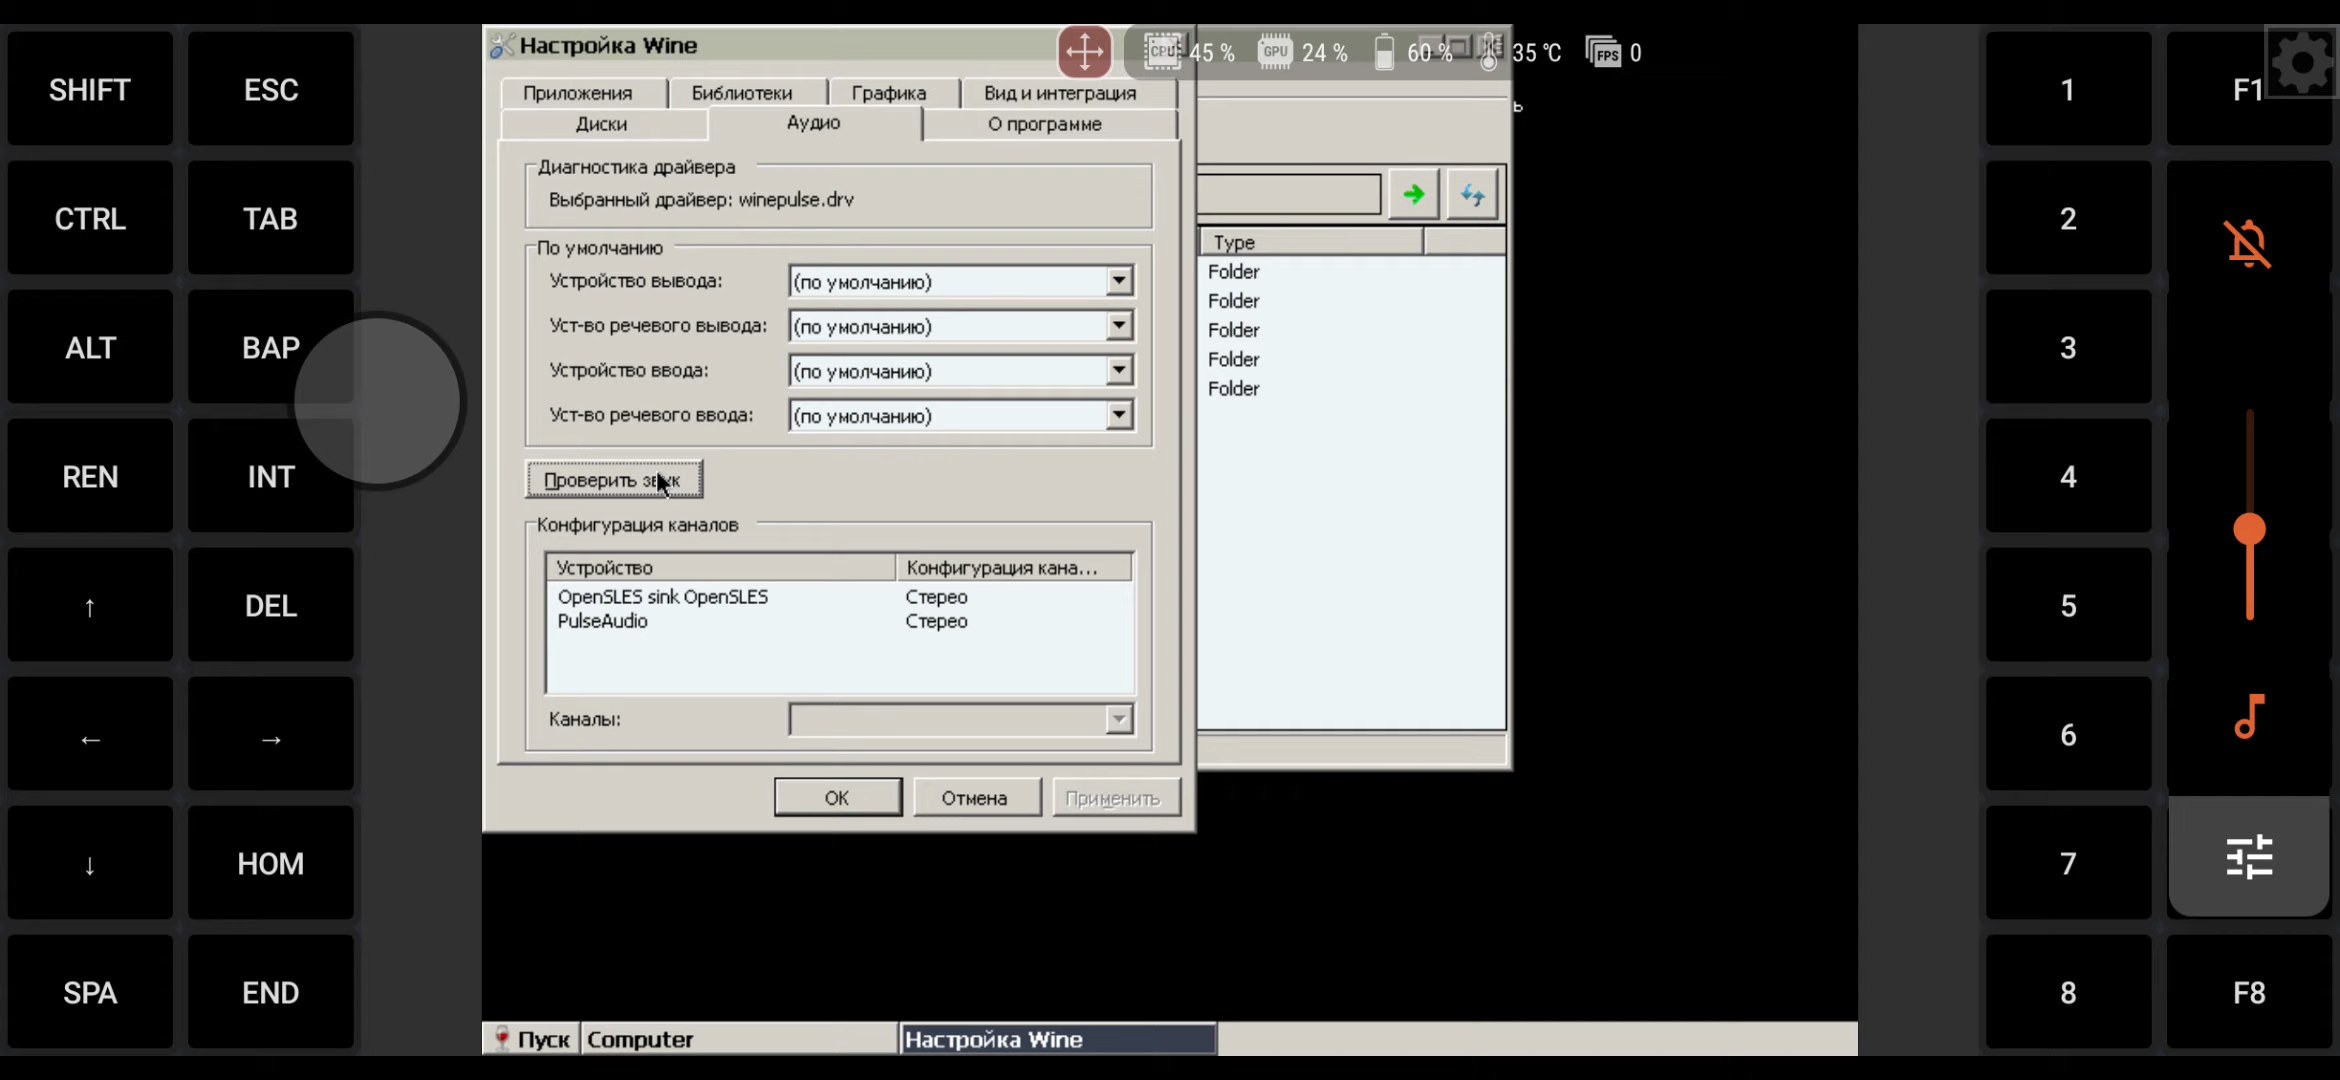 SHIFT
ESC
CTRL
TAB
ALT
BAP
REN
INT
↑
DEL
←
→
↓
HOM
SPA
END
Настройка Wine
CPU 45 %
GPU 24 %
60 %
35 ℃
FPS 0
Приложения
Библиотеки
Графика
Вид и интеграция
Диски
Аудио
О программе
Диагностика драйвера
Выбранный драйвер: winepulse.drv
По умолчанию
Устройство вывода: (по умолчанию)
Уст-во речевого вывода: (по умолчанию)
Устройство ввода: (по умолчанию)
Уст-во речевого ввода: (по умолчанию)
Проверить звук
Конфигурация каналов
Устройство Конфигурация кана...
OpenSLES sink OpenSLES Стерео
PulseAudio Стерео
Каналы:
OK
Отмена
Применить
ь
Type
Folder
Folder
Folder
Folder
Folder
Пуск
Computer
Настройка Wine
1
F1
2
3
4
5
6
7
8
F8